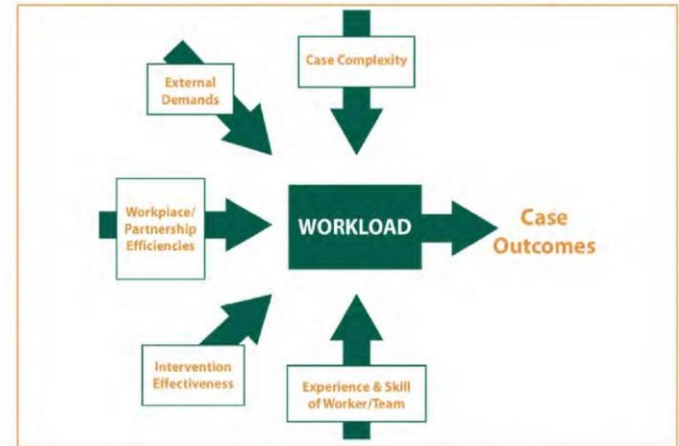 Case Complexity
External
Demands
Workplace/
Partnership
Efficiencies
WORKLOAD
Case
Outcomes
Intervention
Effectiveness
Experience & Skill
of Worker/Team